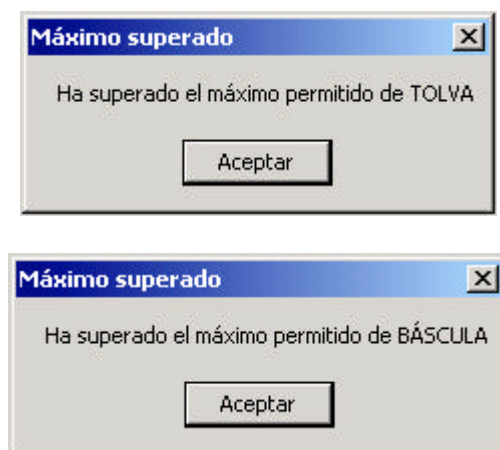 Máximo superado
Ha superado el máximo permitido de TOLVA
Aceptar
Máximo superado
Ha superado el máximo permitido de BÁSCULA
Aceptar